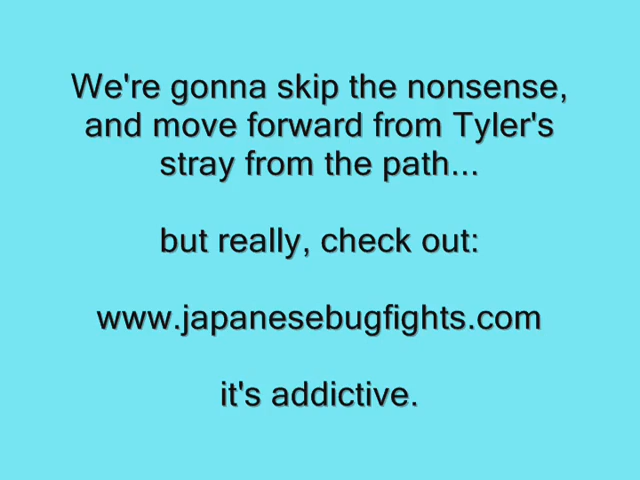 We're gonna skip the nonsense,
and move forward from Tyler's
stray from the path...
but really, check out:
www.japanesebugfights.com
it's addictive.